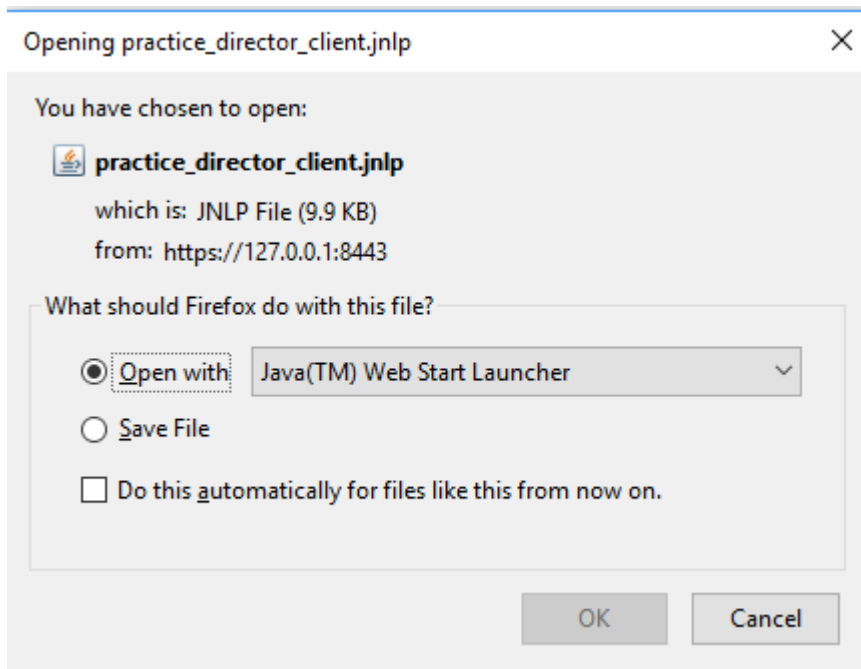 Opening practice_director_client.jnlp
You have chosen to open:
practice_director_client.jnlp
which is: JNLP File (9.9 KB)
from: https://127.0.0.1:8443
What should Firefox do with this file?
Open with Java(TM) Web Start Launcher
Save File
Do this automatically for files like this from now on.
OK Cancel